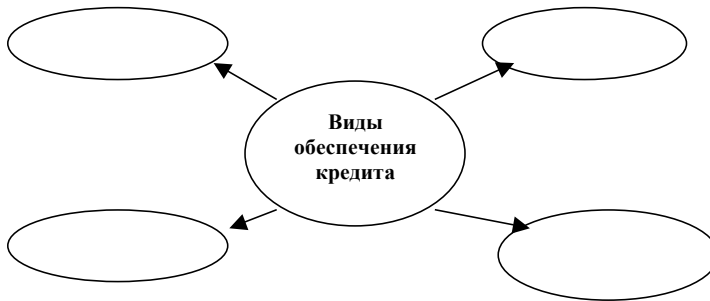 Виды
обеспечения
кредита